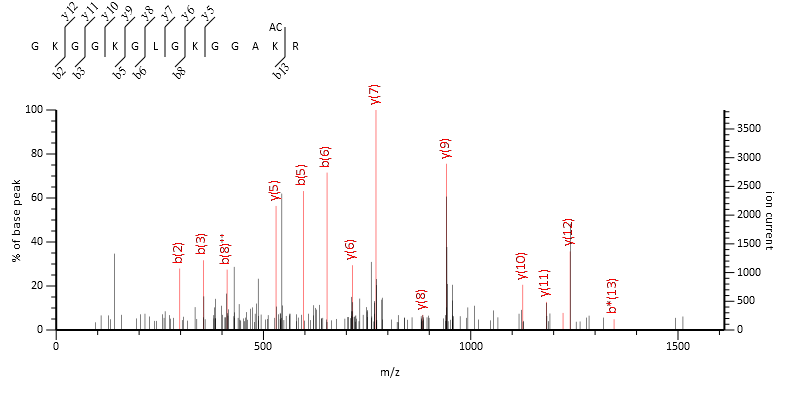 y12 y11 y10 y9 y8 y7 y6 y5
AC
G K G G K G L G K G G A K R
b2 b3 b5 b6 b8 b13
y(7)
100
y(9)
3500
b(6)
80
3000
b(5)
y(5)
2500
60
2000
y(12)
b(3)
b(8)++
y(6)
b(2)
40
1500
y(10)
y(11)
1000
20
y(8)
b*(13)
500
0
0
0
500
1000
1500
% of base peak
ion current
m/z